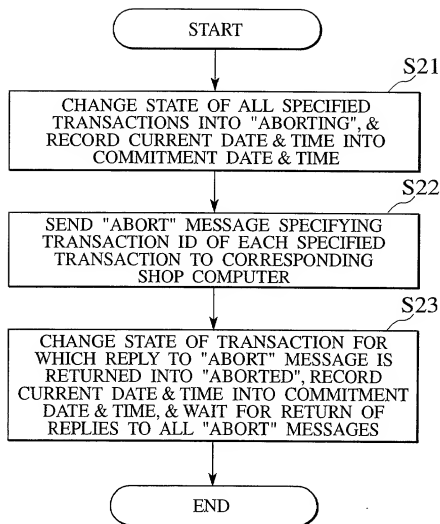 START
S21
CHANGE STATE OF ALL SPECIFIED
TRANSACTIONS INTO "ABORTING", &
RECORD CURRENT DATE & TIME INTO
COMMITMENT DATE & TIME
S22
SEND "ABORT" MESSAGE SPECIFYING
TRANSACTION ID OF EACH SPECIFIED
TRANSACTION TO CORRESPONDING
SHOP COMPUTER
S23
CHANGE STATE OF TRANSACTION FOR
WHICH REPLY TO "ABORT" MESSAGE IS
RETURNED INTO "ABORTED", RECORD
CURRENT DATE & TIME INTO COMMITMENT
DATE & TIME, & WAIT FOR RETURN OF
REPLIES TO ALL "ABORT" MESSAGES
END